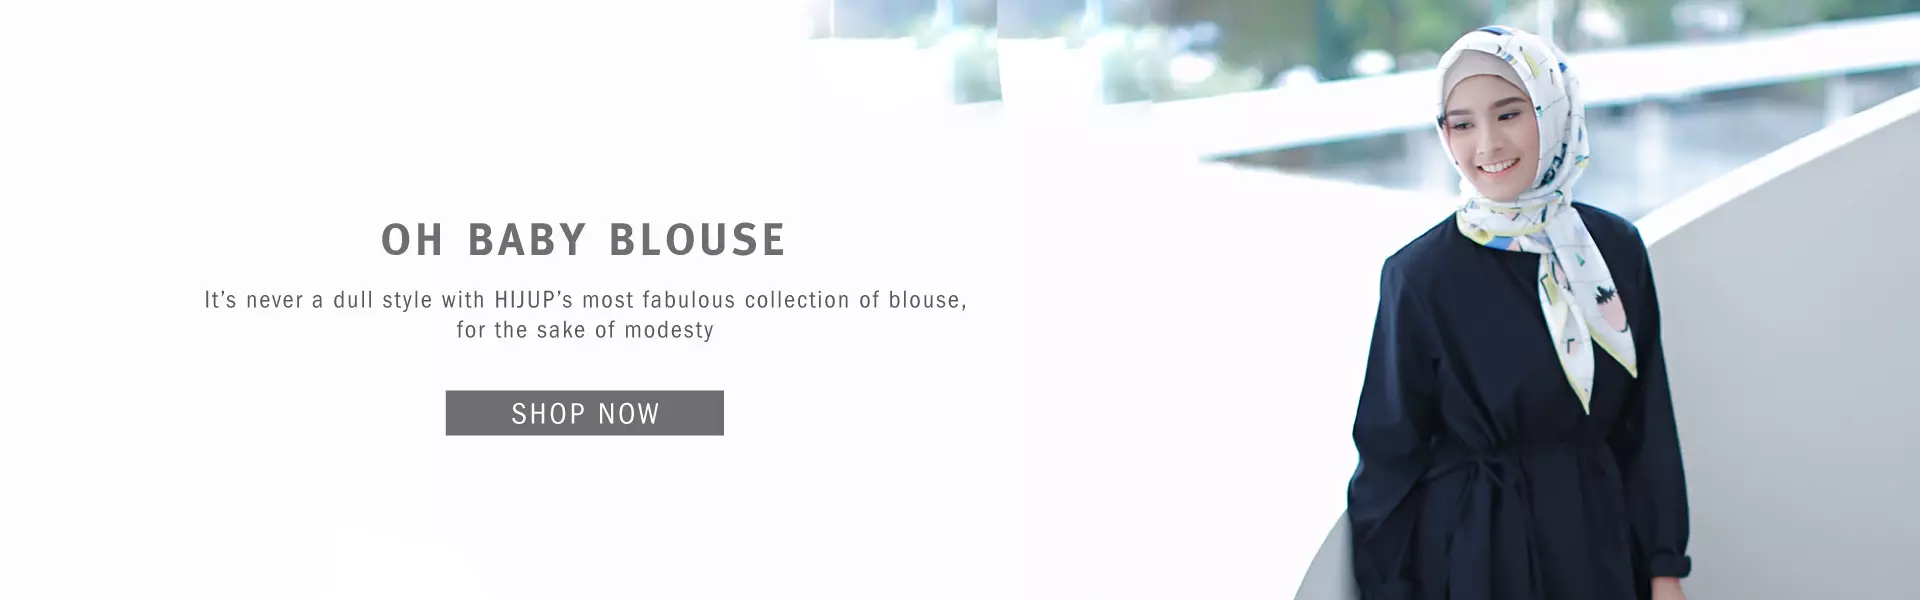 OH BABY BLOUSE
It’s never a dull style with HIJUP’s most fabulous collection of blouse,
for the sake of modesty
SHOP NOW